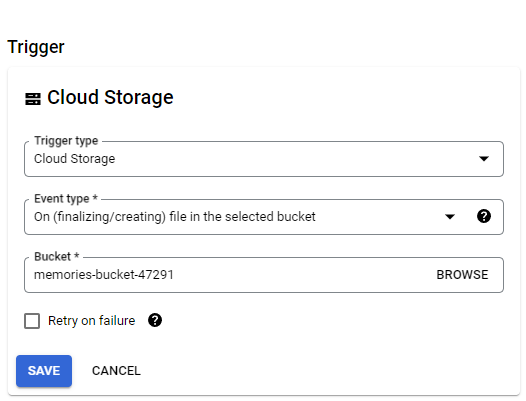 Trigger
Cloud Storage
Trigger type
Cloud Storage
Event type *
On (finalizing/creating) file in the selected bucket
?
Bucket *
memories-bucket-47291
BROWSE
Retry on failure ?
SAVE CANCEL